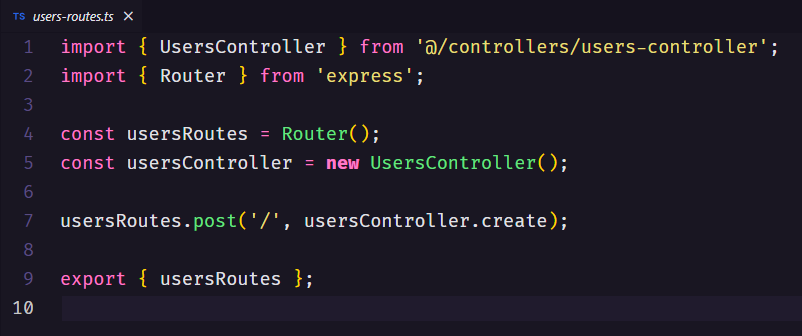 TS users-routes.ts ×
1 import { UsersController } from '@/controllers/users-controller';
2 import { Router } from 'express';
3
4 const usersRoutes = Router();
5 const usersController = new UsersController();
6
7 usersRoutes.post('/', usersController.create);
8
9 export { usersRoutes };
10